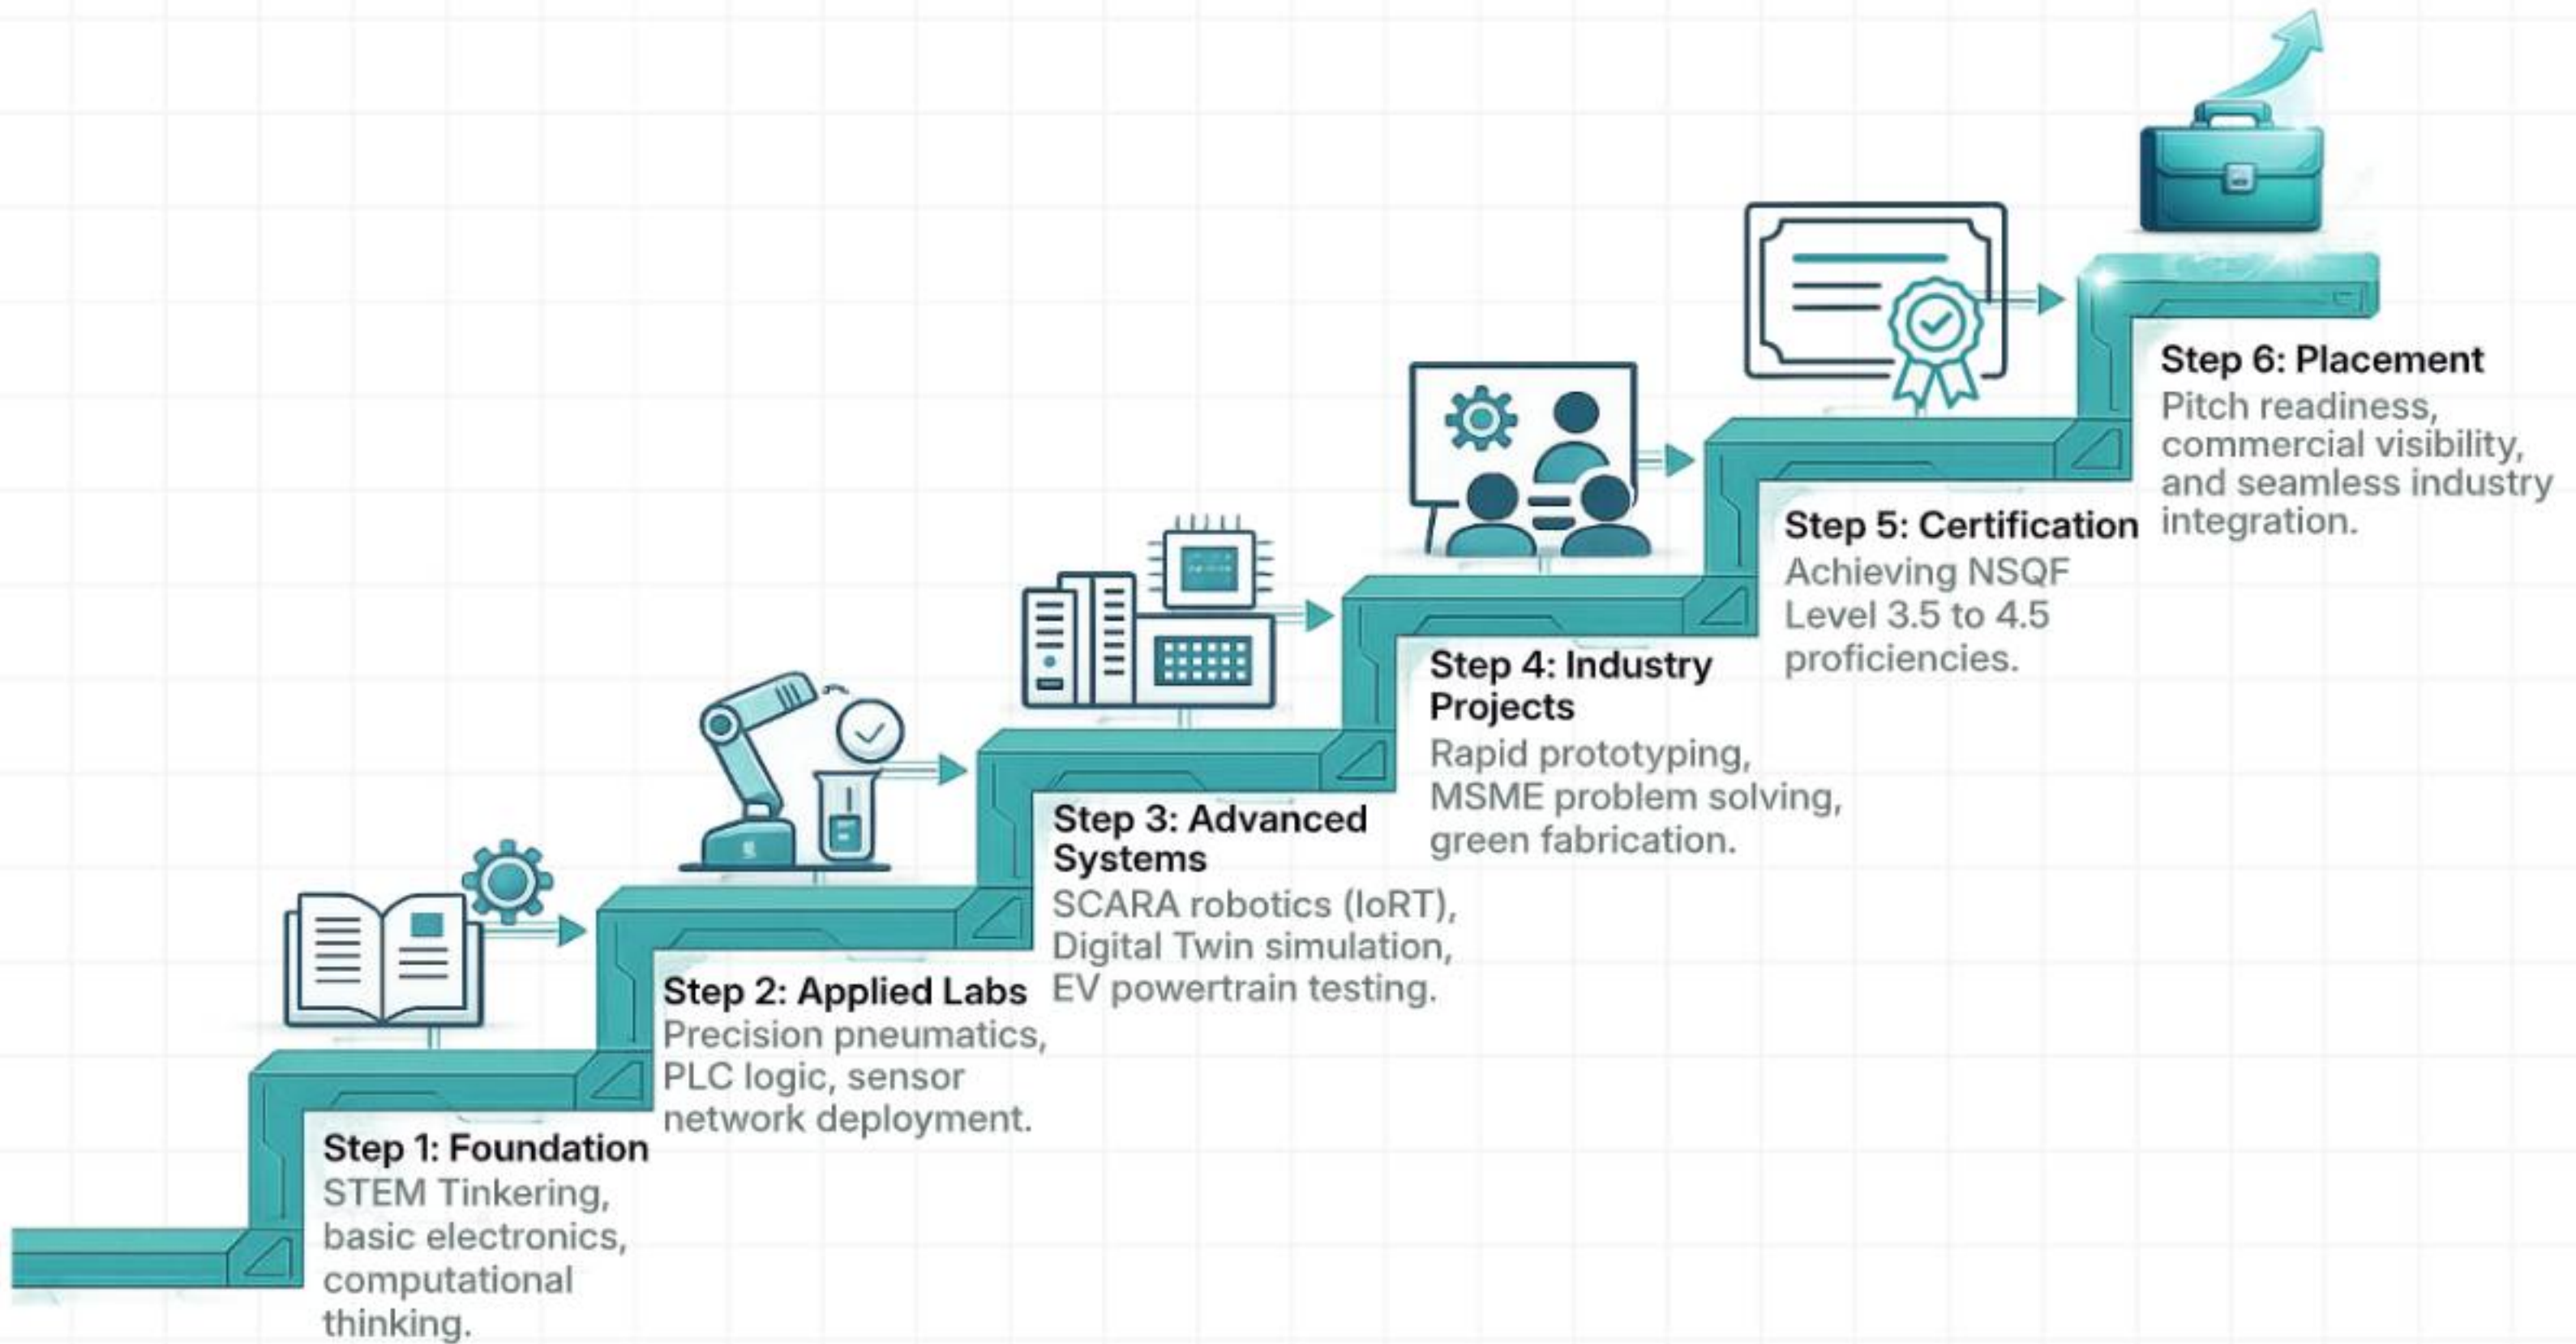 Step 1: Foundation
STEM Tinkering,
basic electronics,
computational
thinking.
Step 2: Applied Labs
Precision pneumatics,
PLC logic, sensor
network deployment.
Step 3: Advanced
Systems
SCARA robotics (IoRT),
Digital Twin simulation,
EV powertrain testing.
Step 4: Industry
Projects
Rapid prototyping,
MSME problem solving,
green fabrication.
Step 5: Certification
Achieving NSQF
Level 3.5 to 4.5
proficiencies.
Step 6: Placement
Pitch readiness,
commercial visibility,
and seamless industry
integration.